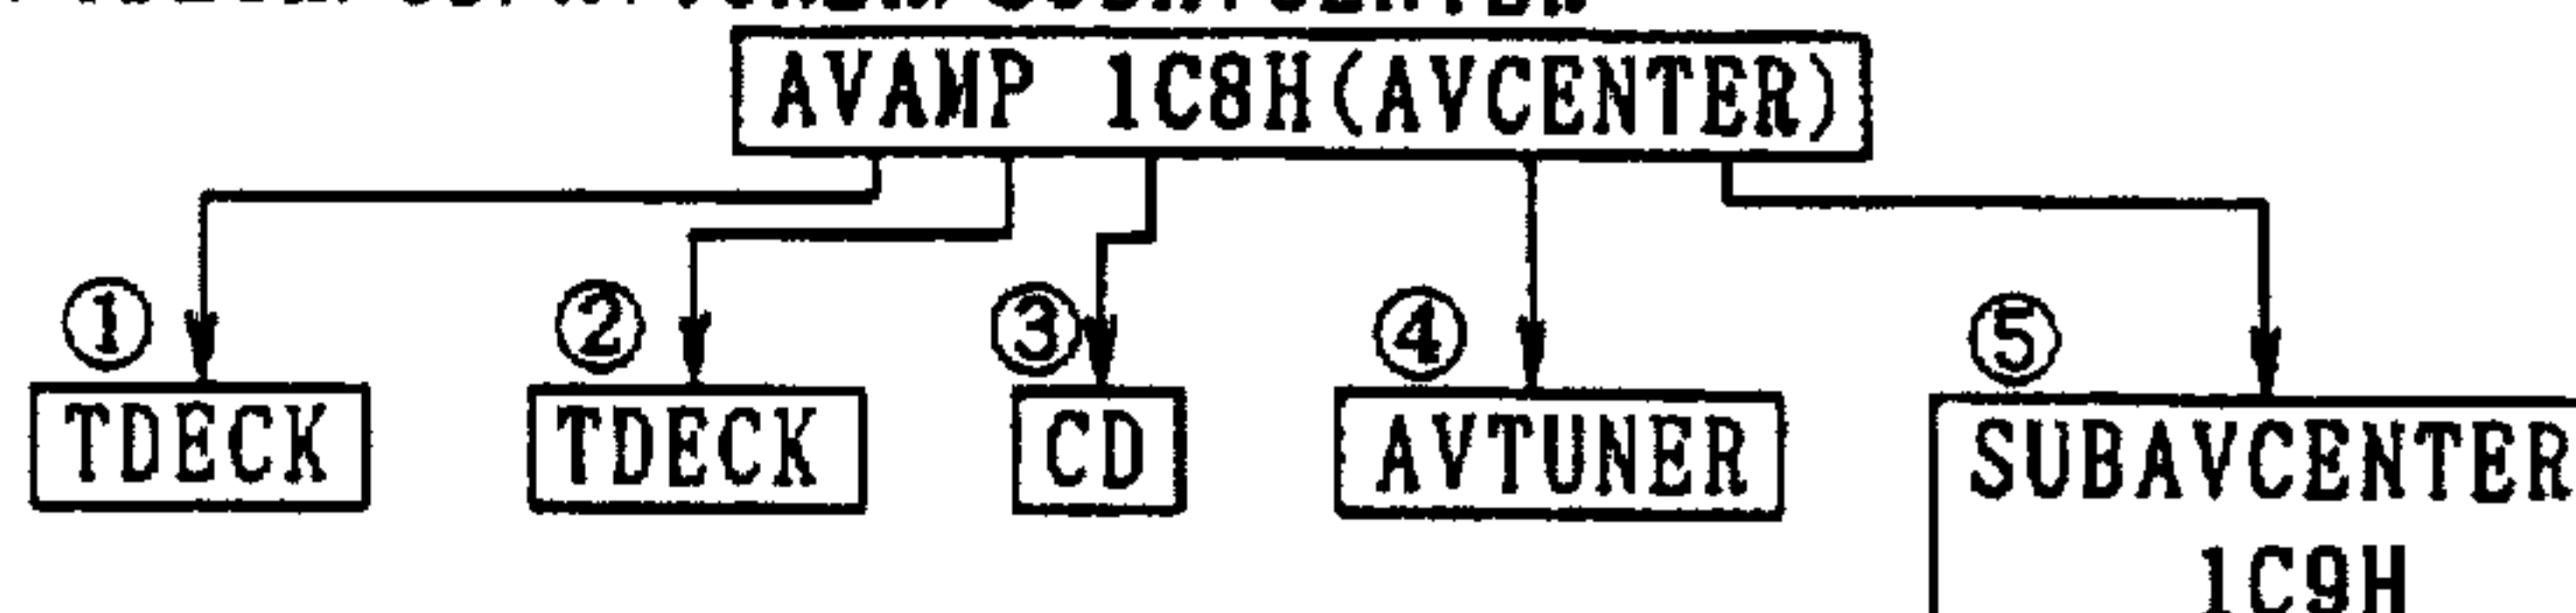 AVAMP 1C8H(AVCENTER)
① ② ③ ④ ⑤
TDECK TDECK CD AVTUNER SUBAVCENTER
1C9H